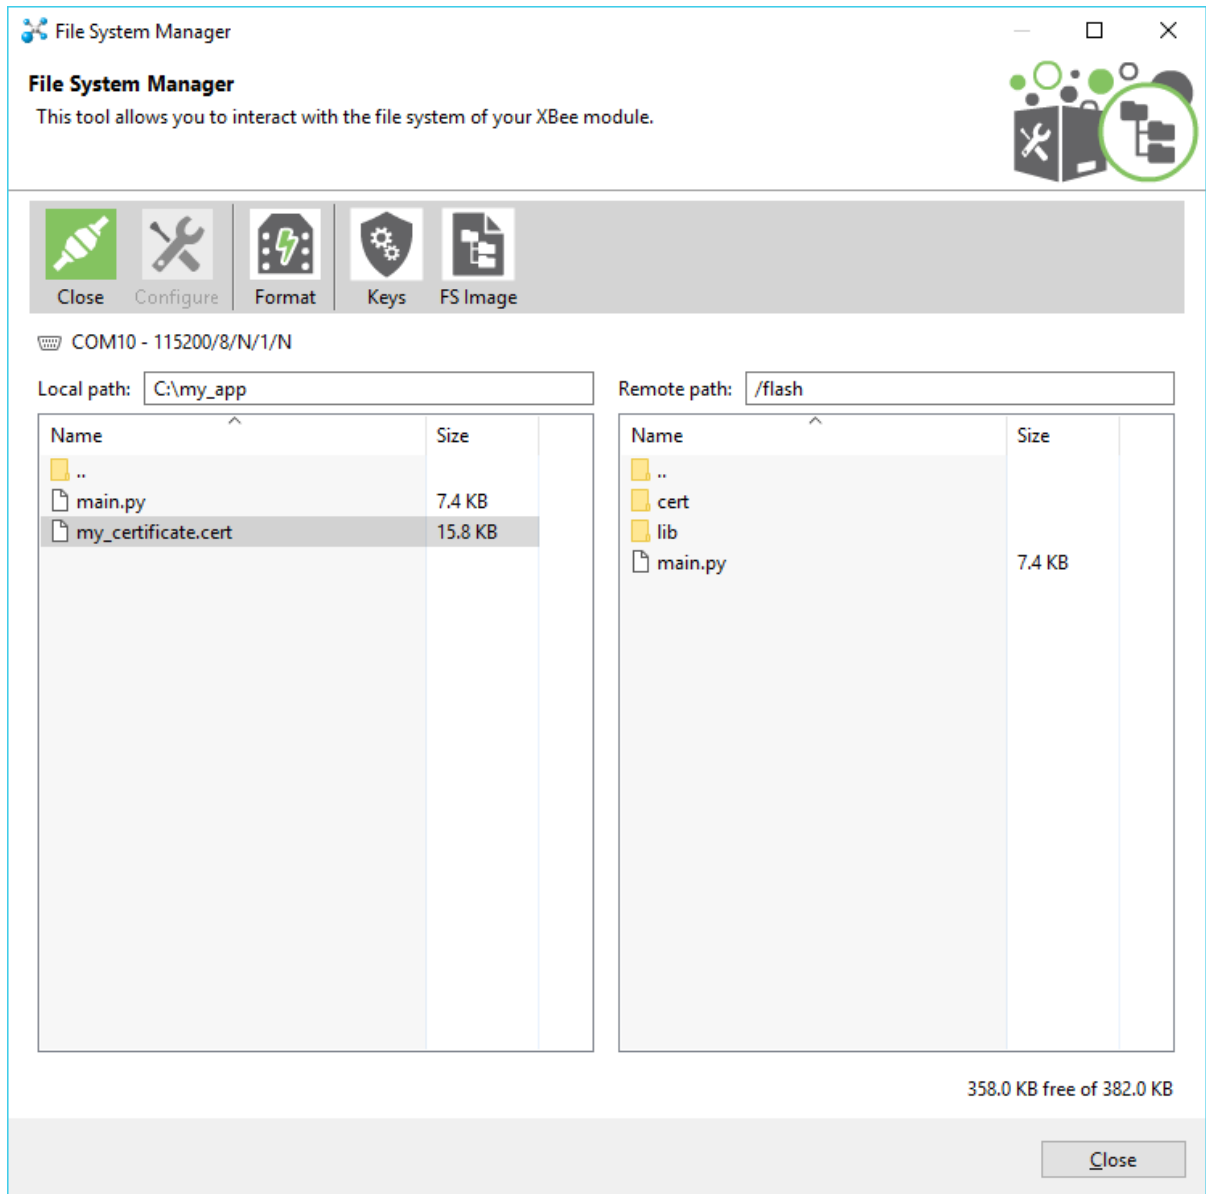 File System Manager
File System Manager
This tool allows you to interact with the file system of your XBee module.
Close Configure Format Keys FS Image
COM10 - 115200/8/N/1/N
Local path: C:\my_app Remote path: /flash
Name Size Name Size
.. ..
main.py 7.4 KB cert
my_certificate.cert 15.8 KB lib
main.py 7.4 KB
358.0 KB free of 382.0 KB
Close